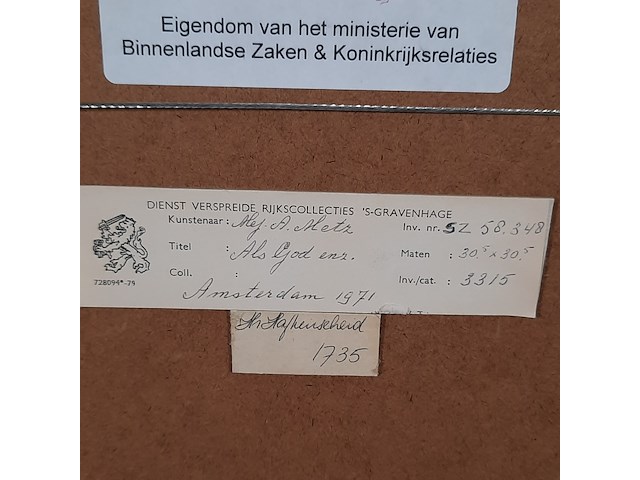 Eigendom van het ministerie van
Binnenlandse Zaken & Koninkrijksrelaties
DIENST VERSPREIDE RIJKSCOLLECTIES 'S-GRAVENHAGE
Kunstenaar : Mej. A. Metz Inv. nr. SZ 58.348
Titel : Als God enz. Maten : 30.5 x 30.5
Coll. : Inv./cat. : 3315
728094*-79
Amsterdam 1971
Th Hafkenscheid
1735